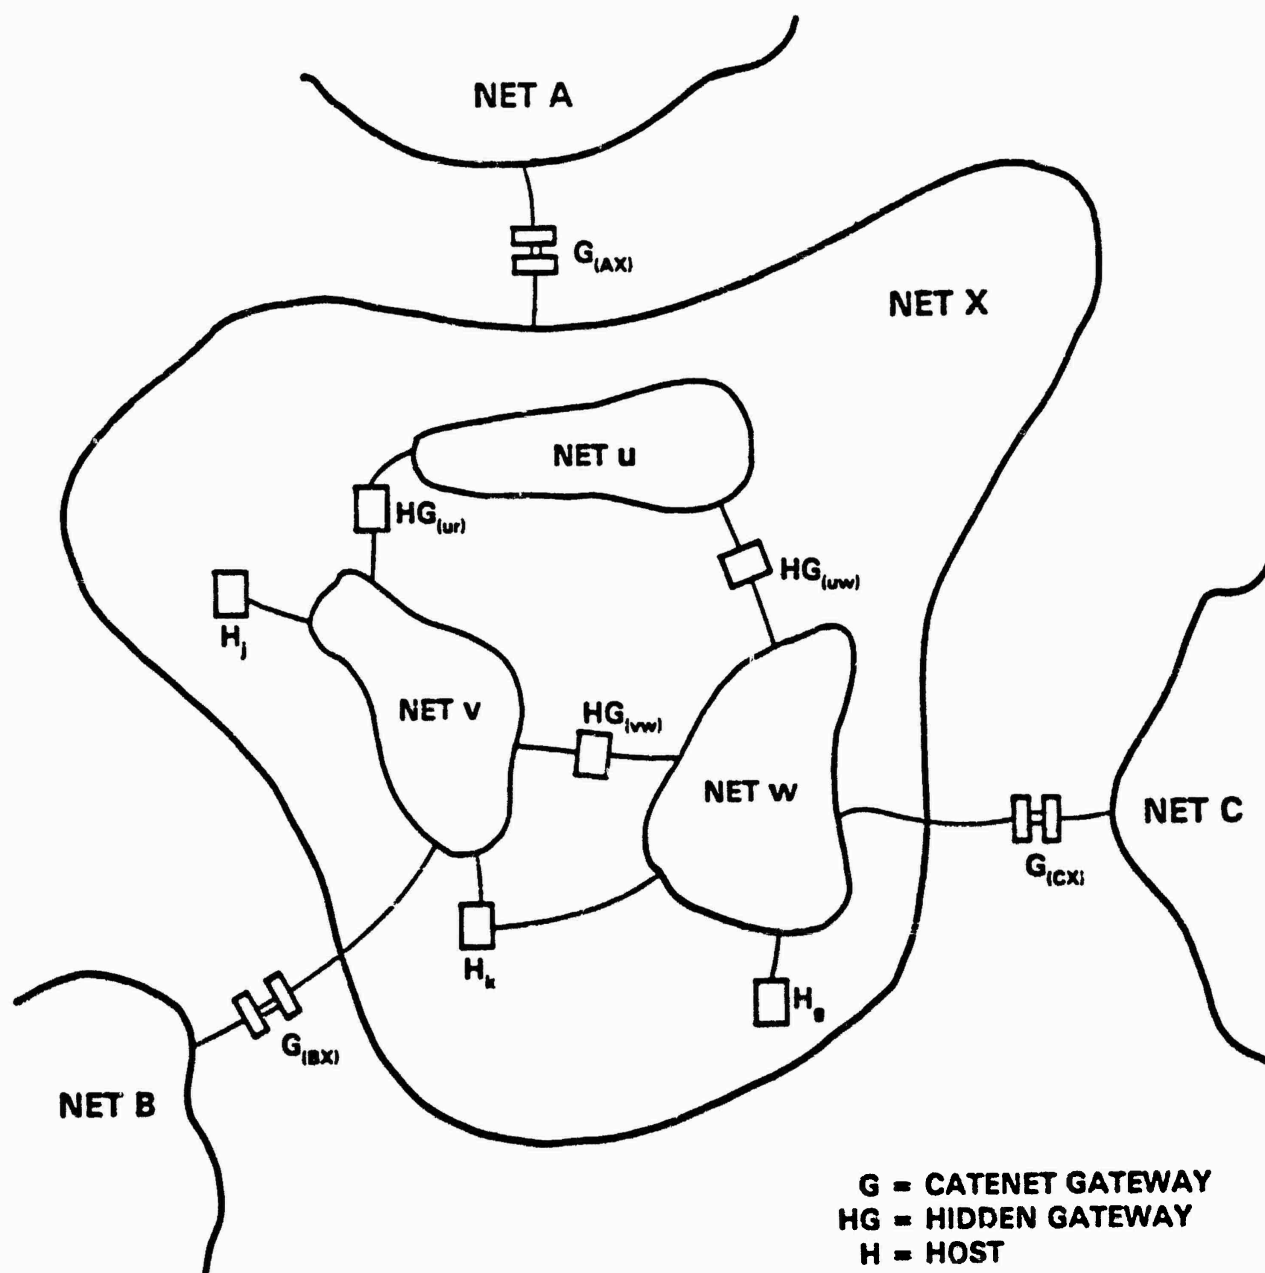 NET A
G(AX)
NET X
NET u
HG(ur)
HG(uw)
Hj
NET v
HG(vw)
NET w
NET C
G(CX)
Hk
H
G(BX)
NET B
G = CATENET GATEWAY
HG = HIDDEN GATEWAY
H = HOST